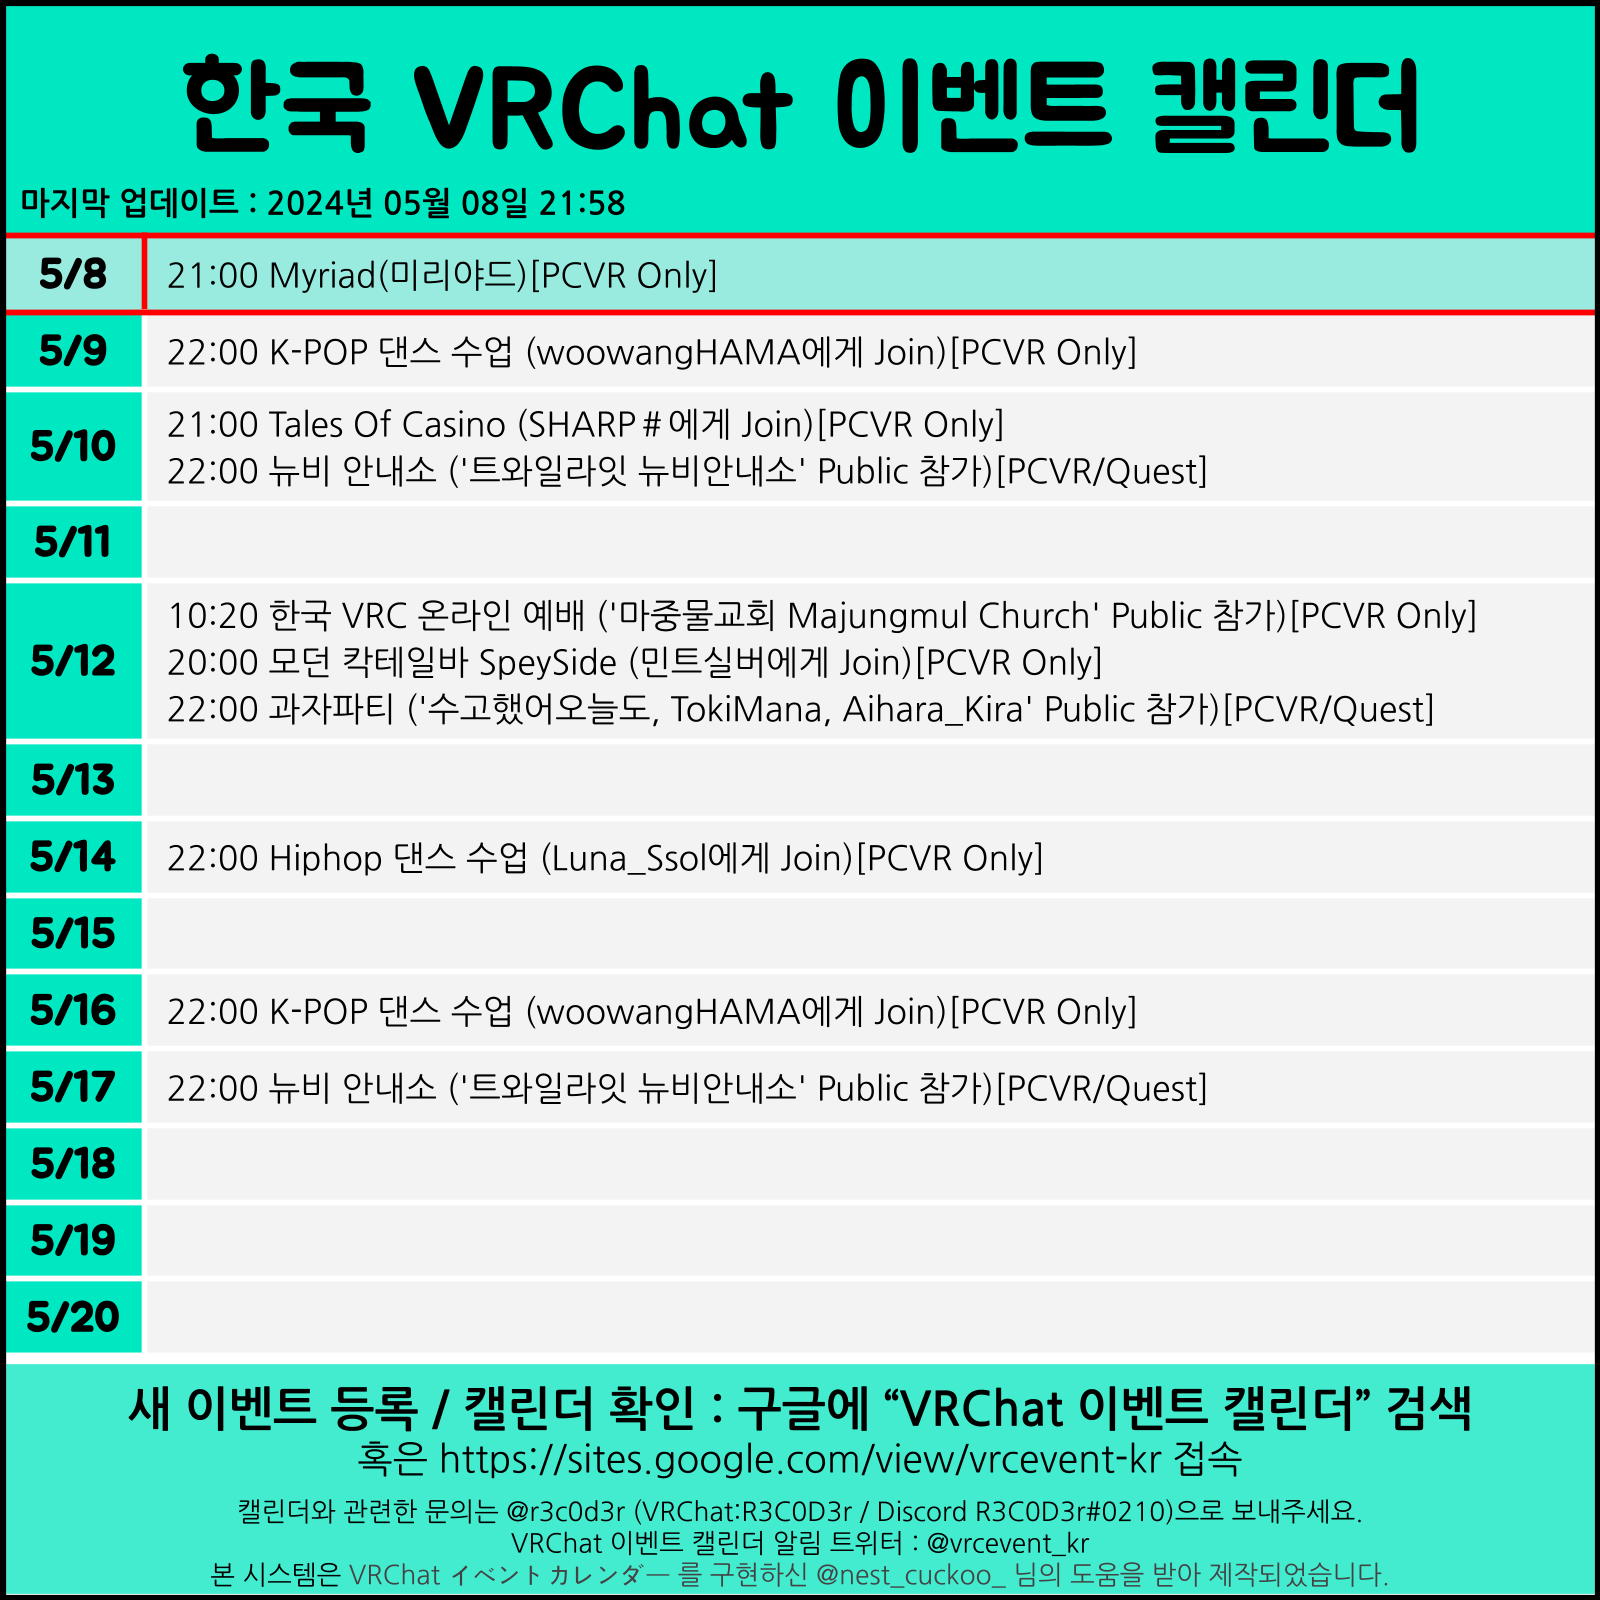 한국 VRChat 이벤트 캘린더
마지막 업데이트 : 2024년 05월 08일 21:58
5/8
21:00 Myriad(미리야드)[PCVR Only]
5/9
22:00 K-POP 댄스 수업 (woowangHAMA에게 Join)[PCVR Only]
5/10
21:00 Tales Of Casino (SHARP#에게 Join)[PCVR Only]
22:00 뉴비 안내소 ('트와일라잇 뉴비안내소' Public 참가)[PCVR/Quest]
5/11
5/12
10:20 한국 VRC 온라인 예배 ('마중물교회 Majungmul Church' Public 참가)[PCVR Only]
20:00 모던 칵테일바 SpeySide (민트실버에게 Join)[PCVR Only]
22:00 과자파티 ('수고했어오늘도, TokiMana, Aihara_Kira' Public 참가)[PCVR/Quest]
5/13
5/14
22:00 Hiphop 댄스 수업 (Luna_Ssol에게 Join)[PCVR Only]
5/15
5/16
22:00 K-POP 댄스 수업 (woowangHAMA에게 Join)[PCVR Only]
5/17
22:00 뉴비 안내소 ('트와일라잇 뉴비안내소' Public 참가)[PCVR/Quest]
5/18
5/19
5/20
새 이벤트 등록 / 캘린더 확인 : 구글에 “VRChat 이벤트 캘린더” 검색
혹은 https://sites.google.com/view/vrcevent-kr 접속
캘린더와 관련한 문의는 @r3c0d3r (VRChat:R3C0D3r / Discord R3C0D3r#0210)으로 보내주세요.
VRChat 이벤트 캘린더 알림 트위터 : @vrcevent_kr
본 시스템은 VRChat イベントカレンダー 를 구현하신 @nest_cuckoo_ 님의 도움을 받아 제작되었습니다.